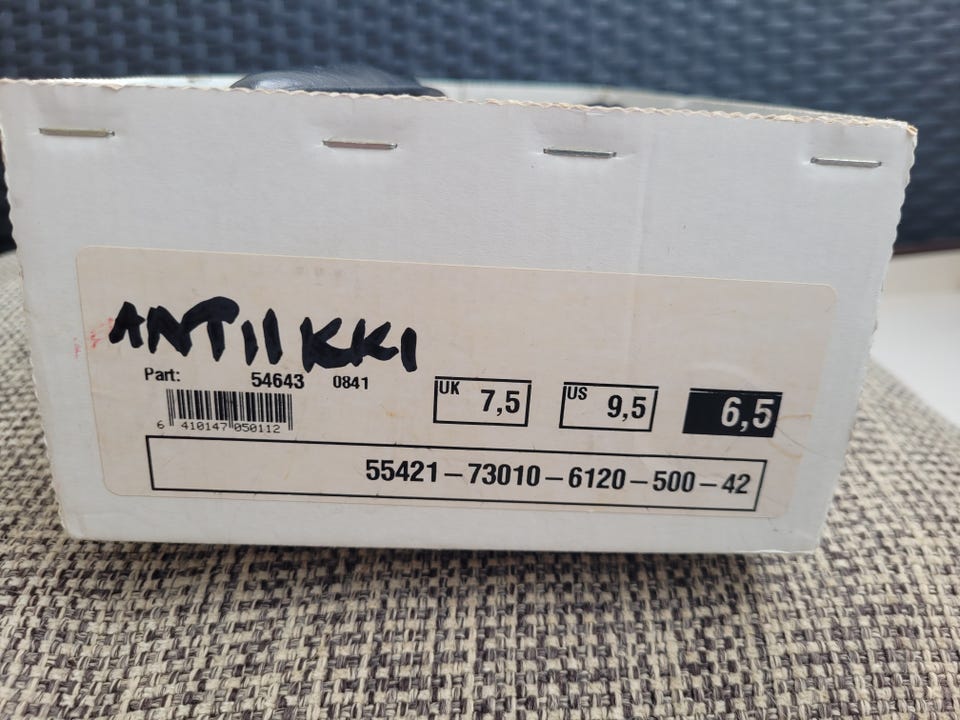 ANTIIKKI
Part: 54643 0841
UK 7,5 US 9,5 6,5
6 410147 050112
55421-73010-6120-500-42